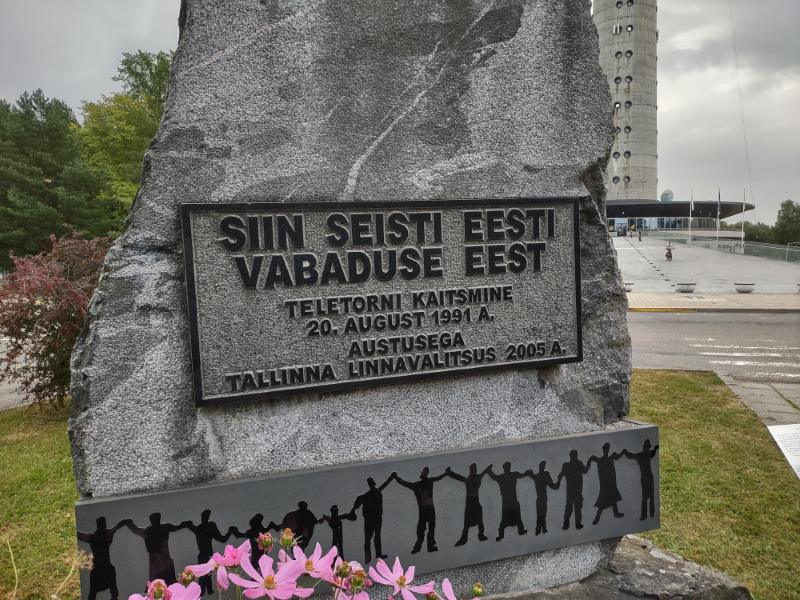 SIIN SEISTI EESTI
VABADUSE EEST
TELETORNI KAITSMINE
20. AUGUST 1991 A.
AUSTUSEGA
TALLINNA LINNAVALITSUS 2005 A.